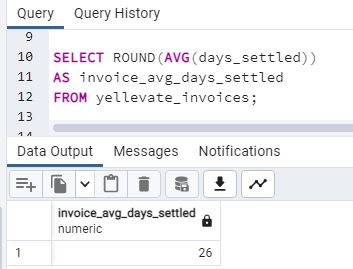 Query Query History
9
10 SELECT ROUND(AVG(days_settled))
11 AS invoice_avg_days_settled
12 FROM yellevate_invoices;
13
Data Output Messages Notifications
invoice_avg_days_settled
numeric
1 26